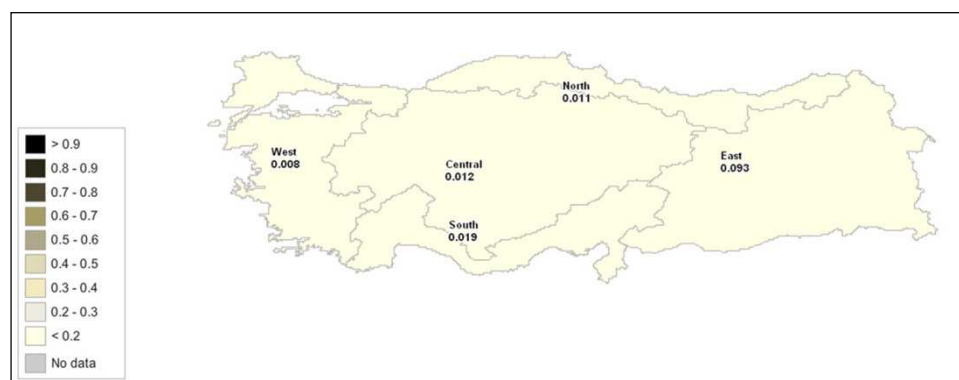 North
0.011
West
0.008
Central
0.012
East
0.093
South
0.019
> 0.9
0.8 - 0.9
0.7 - 0.8
0.6 - 0.7
0.5 - 0.6
0.4 - 0.5
0.3 - 0.4
0.2 - 0.3
< 0.2
No data